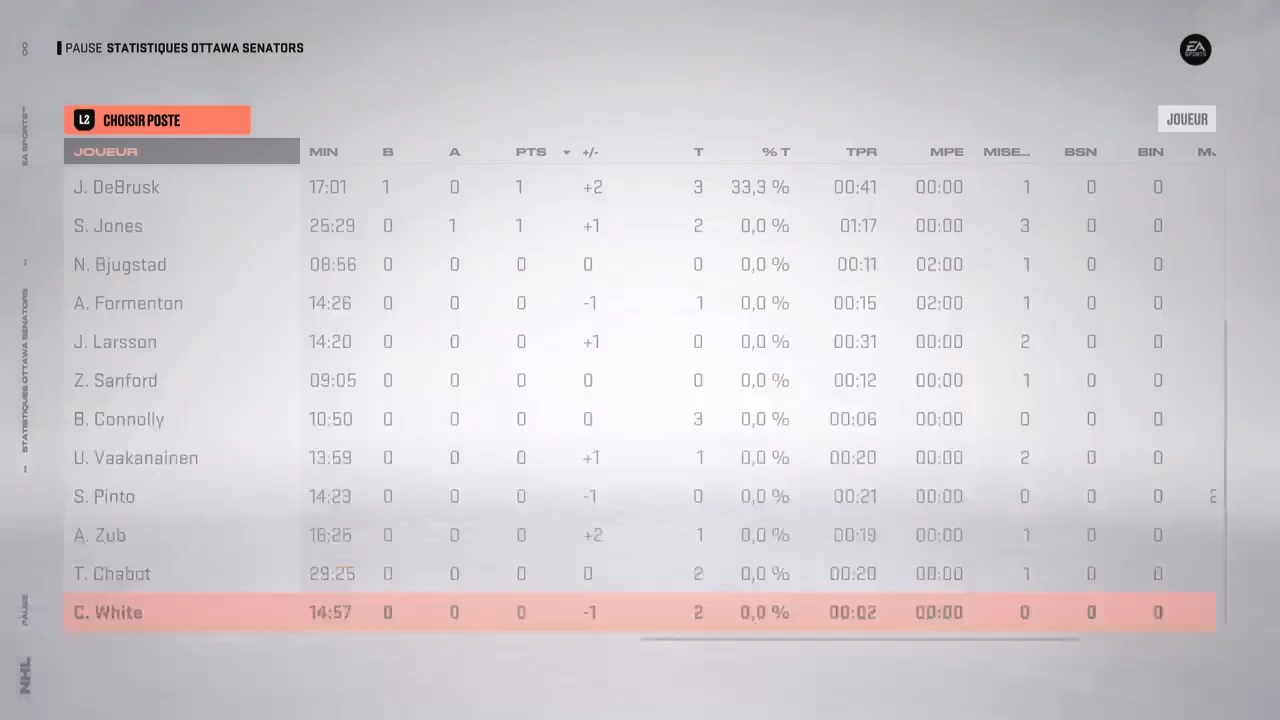 PAUSE STATISTIQUES OTTAWA SENATORS
EA SPORTS
L2 CHOISIR POSTE
JOUEUR
JOUEUR MIN B A PTS +/- T % T TPR MPE MISE... BSN BIN
J. DeBrusk 17:01 1 0 1 +2 3 33,3 % 00:41 00:00 1 0 0
S. Jones 25:29 0 1 1 +1 2 0,0 % 01:17 00:00 3 0 0
N. Bjugstad 08:56 0 0 0 0 0 0,0 % 00:11 02:00 1 0 0
A. Formenton 14:26 0 0 0 -1 1 0,0 % 00:15 02:00 1 0 0
J. Larsson 14:20 0 0 0 +1 0 0,0 % 00:31 00:00 2 0 0
Z. Sanford 09:05 0 0 0 0 0 0,0 % 00:12 00:00 1 0 0
B. Connolly 10:50 0 0 0 0 3 0,0 % 00:06 00:00 0 0 0
U. Vaakanainen 13:59 0 0 0 +1 1 0,0 % 00:20 00:00 2 0 0
S. Pinto 14:23 0 0 0 -1 0 0,0 % 00:21 00:00 0 0 0
A. Zub 16:26 0 0 0 +2 1 0,0 % 00:19 00:00 1 0 0
T. Chabot 29:25 0 0 0 0 2 0,0 % 00:20 00:00 1 0 0
C. White 14:57 0 0 0 -1 2 0,0 % 00:02 00:00 0 0 0
EA SPORTS™
STATISTIQUES OTTAWA SENATORS
PAUSE
NHL